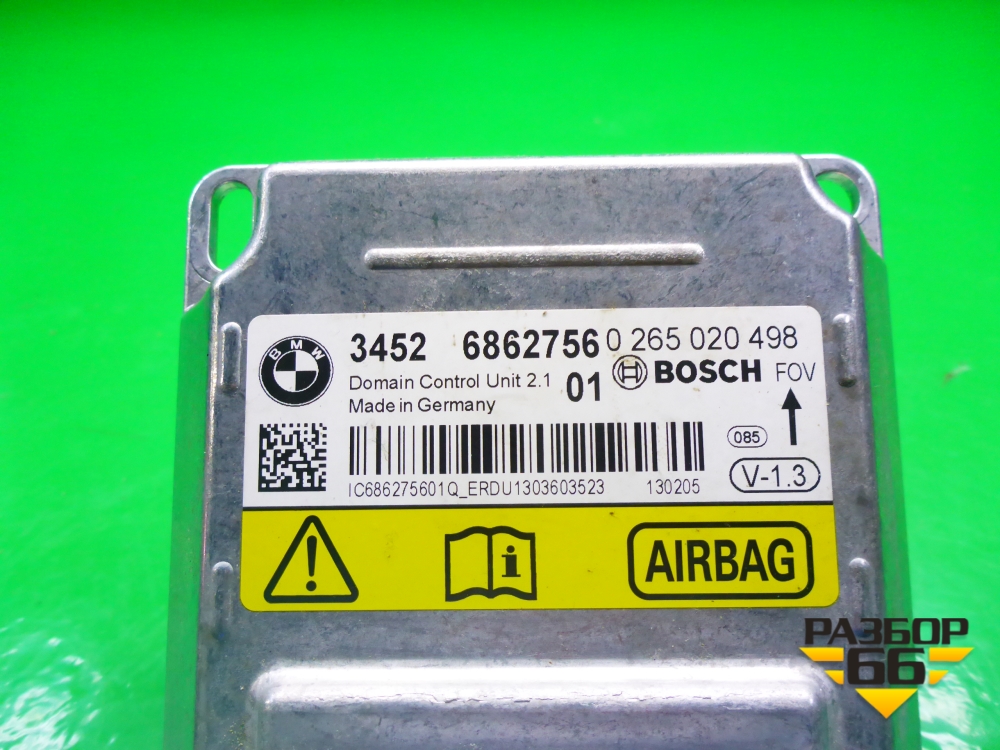 BMW
3452 6862756 0 265 020 498
Domain Control Unit 2.1 01 BOSCH FOV
Made in Germany
085
V-1.3
IC686275601Q_ERDU1303603523 130205
AIRBAG
РАЗБОР
66